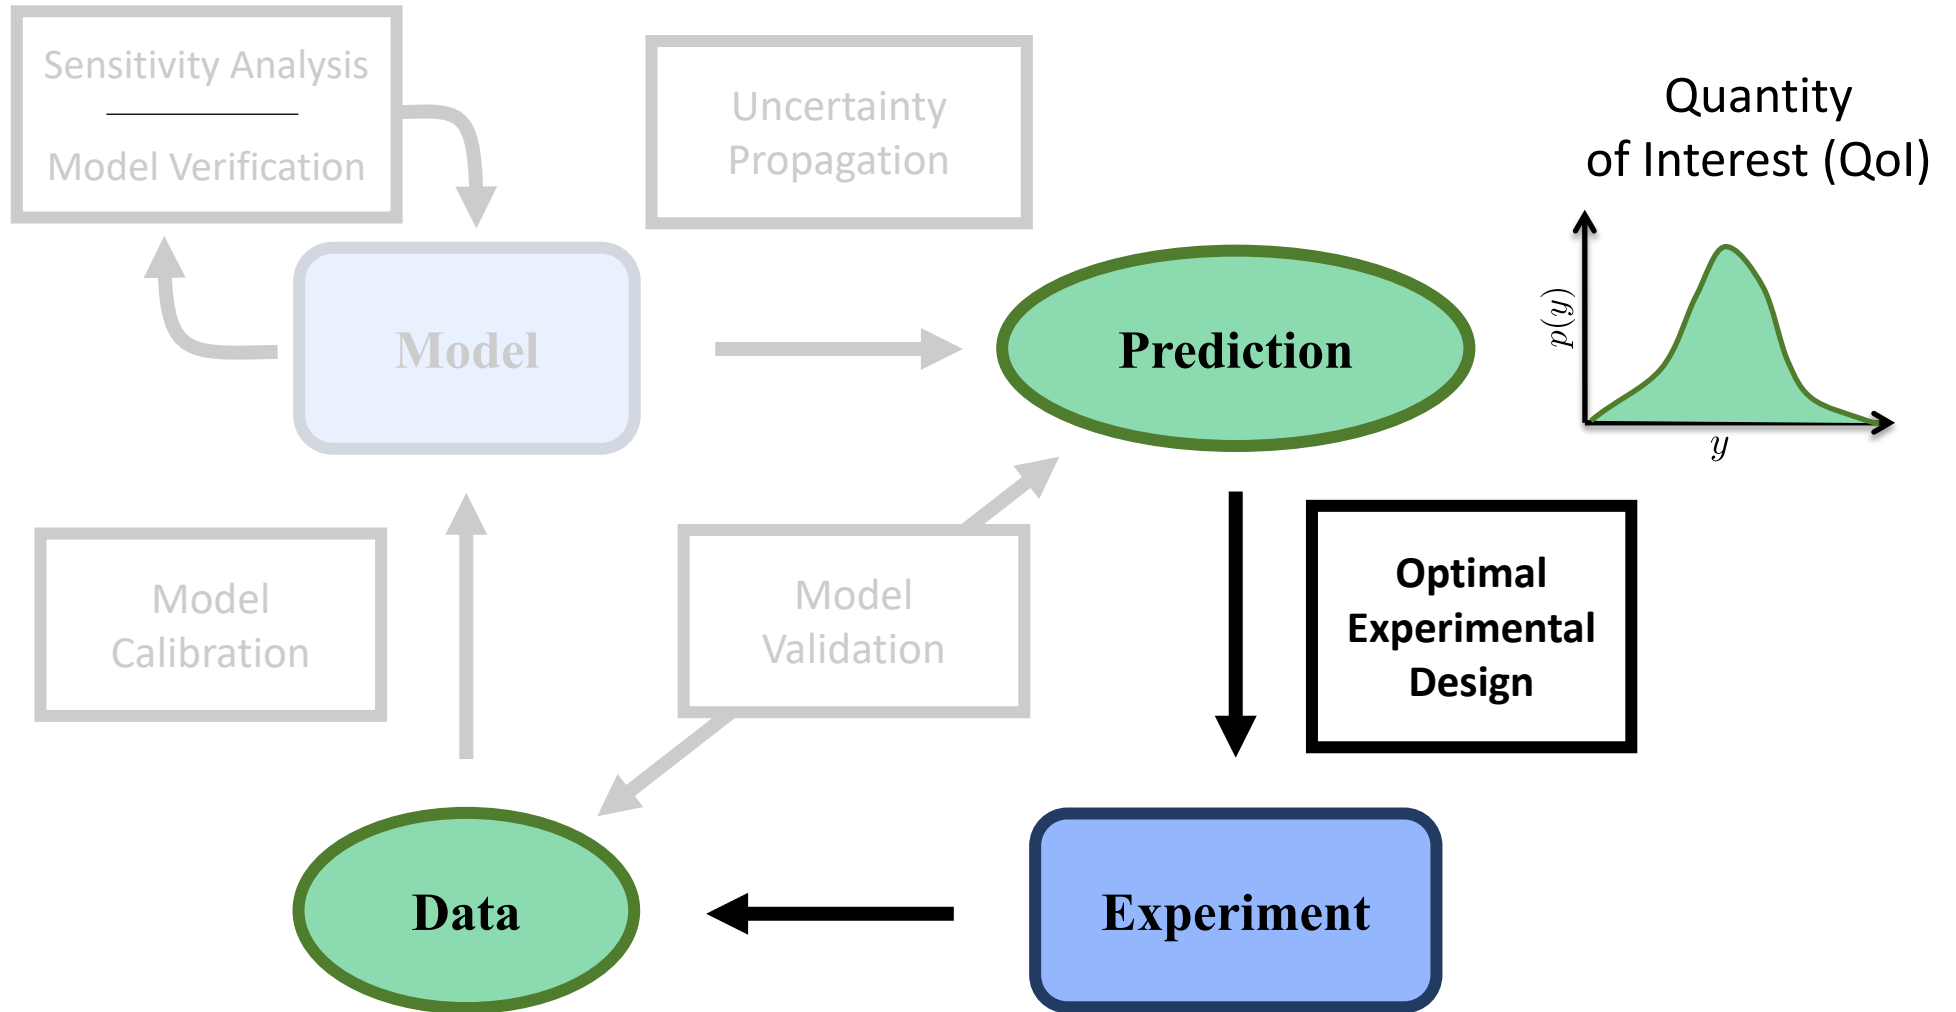 Sensitivity Analysis
Model Verification
Uncertainty
Propagation
Quantity
of Interest (QoI)
Model
Prediction
p(y)
y
Model
Calibration
Model
Validation
Optimal
Experimental
Design
Data
Experiment